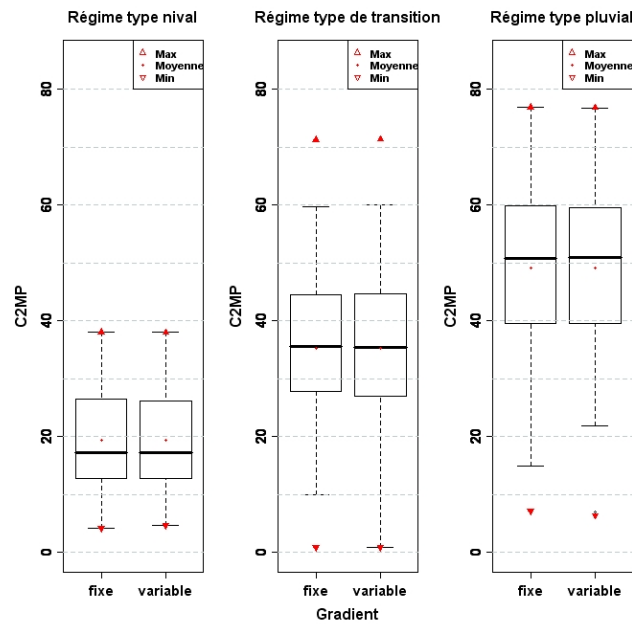 Régime type nival
Régime type de transition
Régime type pluvial
Max
Moyenne
Min
Max
Moyenne
Min
Max
Moyenne
Min
C2MP
80
60
40
20
0
C2MP
80
60
40
20
0
C2MP
80
60
40
20
0
fixe
variable
fixe
variable
fixe
variable
Gradient